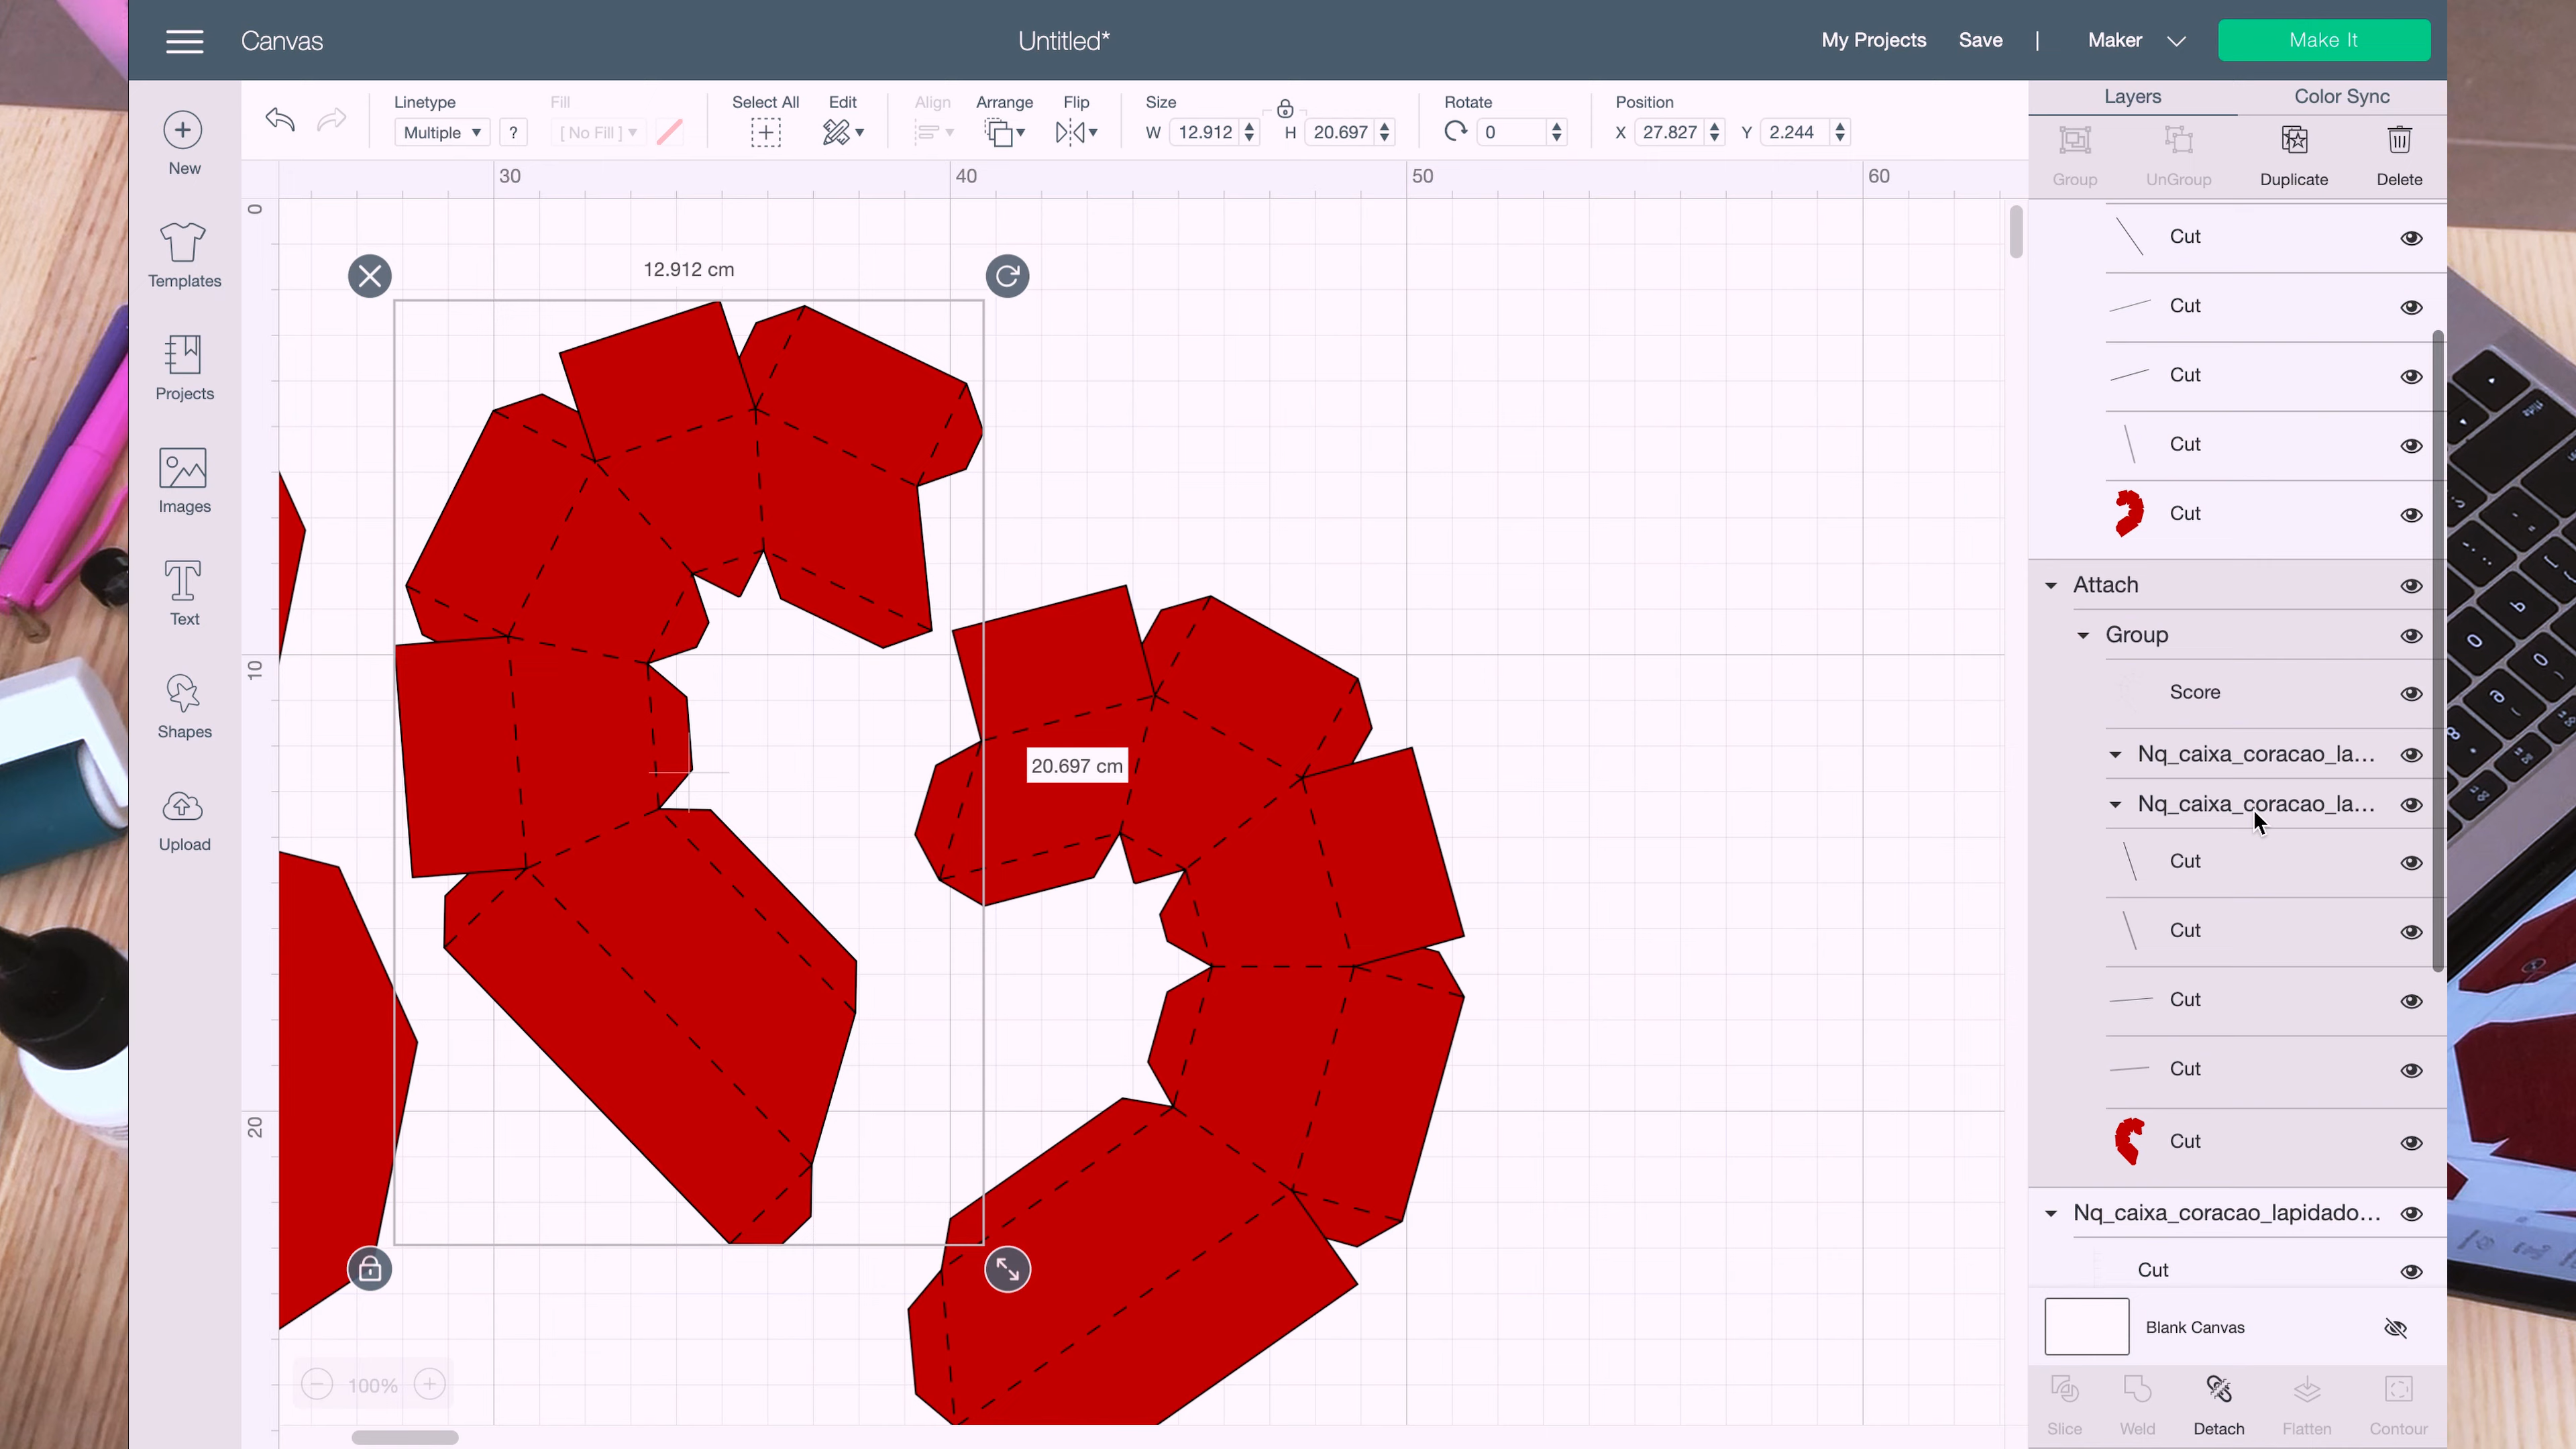 Canvas
Untitled*
My Projects
Save
|
Maker
Make It
New
Templates
Projects
Images
Text
Shapes
Upload
Linetype
Multiple
?
Fill
[ No Fill ]
Select All
Edit
Align
Arrange
Flip
Size
W 12.912
H 20.697
Rotate
0
Position
X 27.827
Y 2.244
Layers
Color Sync
Group
UnGroup
Duplicate
Delete
30
40
50
60
0
10
20
12.912 cm
20.697 cm
100%
Cut
Cut
Cut
Cut
Cut
Attach
Group
Score
Nq_caixa_coracao_la...
Nq_caixa_coracao_la...
Cut
Cut
Cut
Cut
Cut
Nq_caixa_coracao_lapidado...
Cut
Blank Canvas
Slice
Weld
Detach
Flatten
Contour